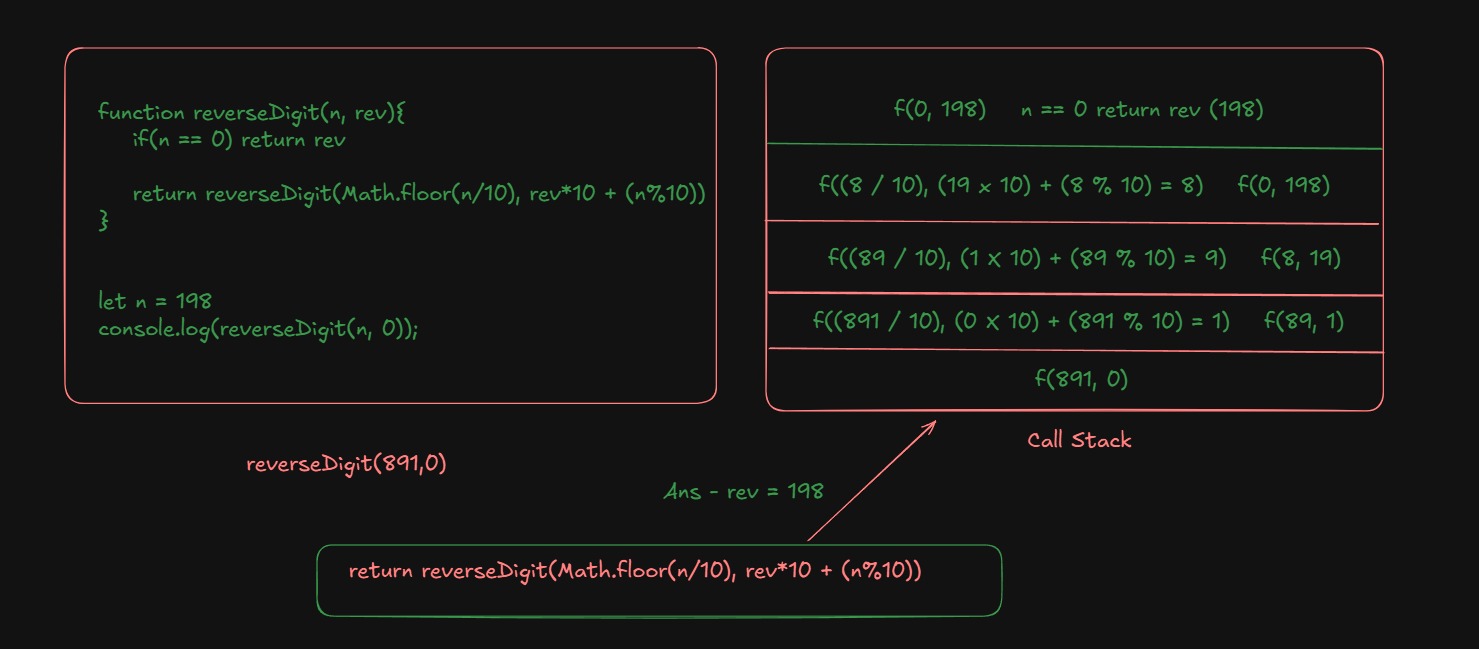 function reverseDigit(n, rev){
if(n == 0) return rev
return reverseDigit(Math.floor(n/10), rev*10 + (n%10))
}
let n = 198
console.log(reverseDigit(n, 0));
f(0, 198) n == 0 return rev (198)
f((8 / 10), (19 x 10) + (8 % 10) = 8) f(0, 198)
f((89 / 10), (1 x 10) + (89 % 10) = 9) f(8, 19)
f((891 / 10), (0 x 10) + (891 % 10) = 1) f(89, 1)
f(891, 0)
Call Stack
reverseDigit(891,0)
Ans - rev = 198
return reverseDigit(Math.floor(n/10), rev*10 + (n%10))